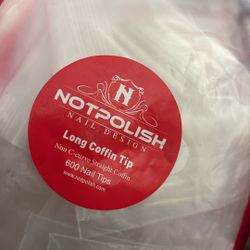 N
NOTPOLISH
NAIL DESIGN
Long Coffin Tip
Non C-curve Straight Coffin
600 Nail Tips
www.notpolish.com